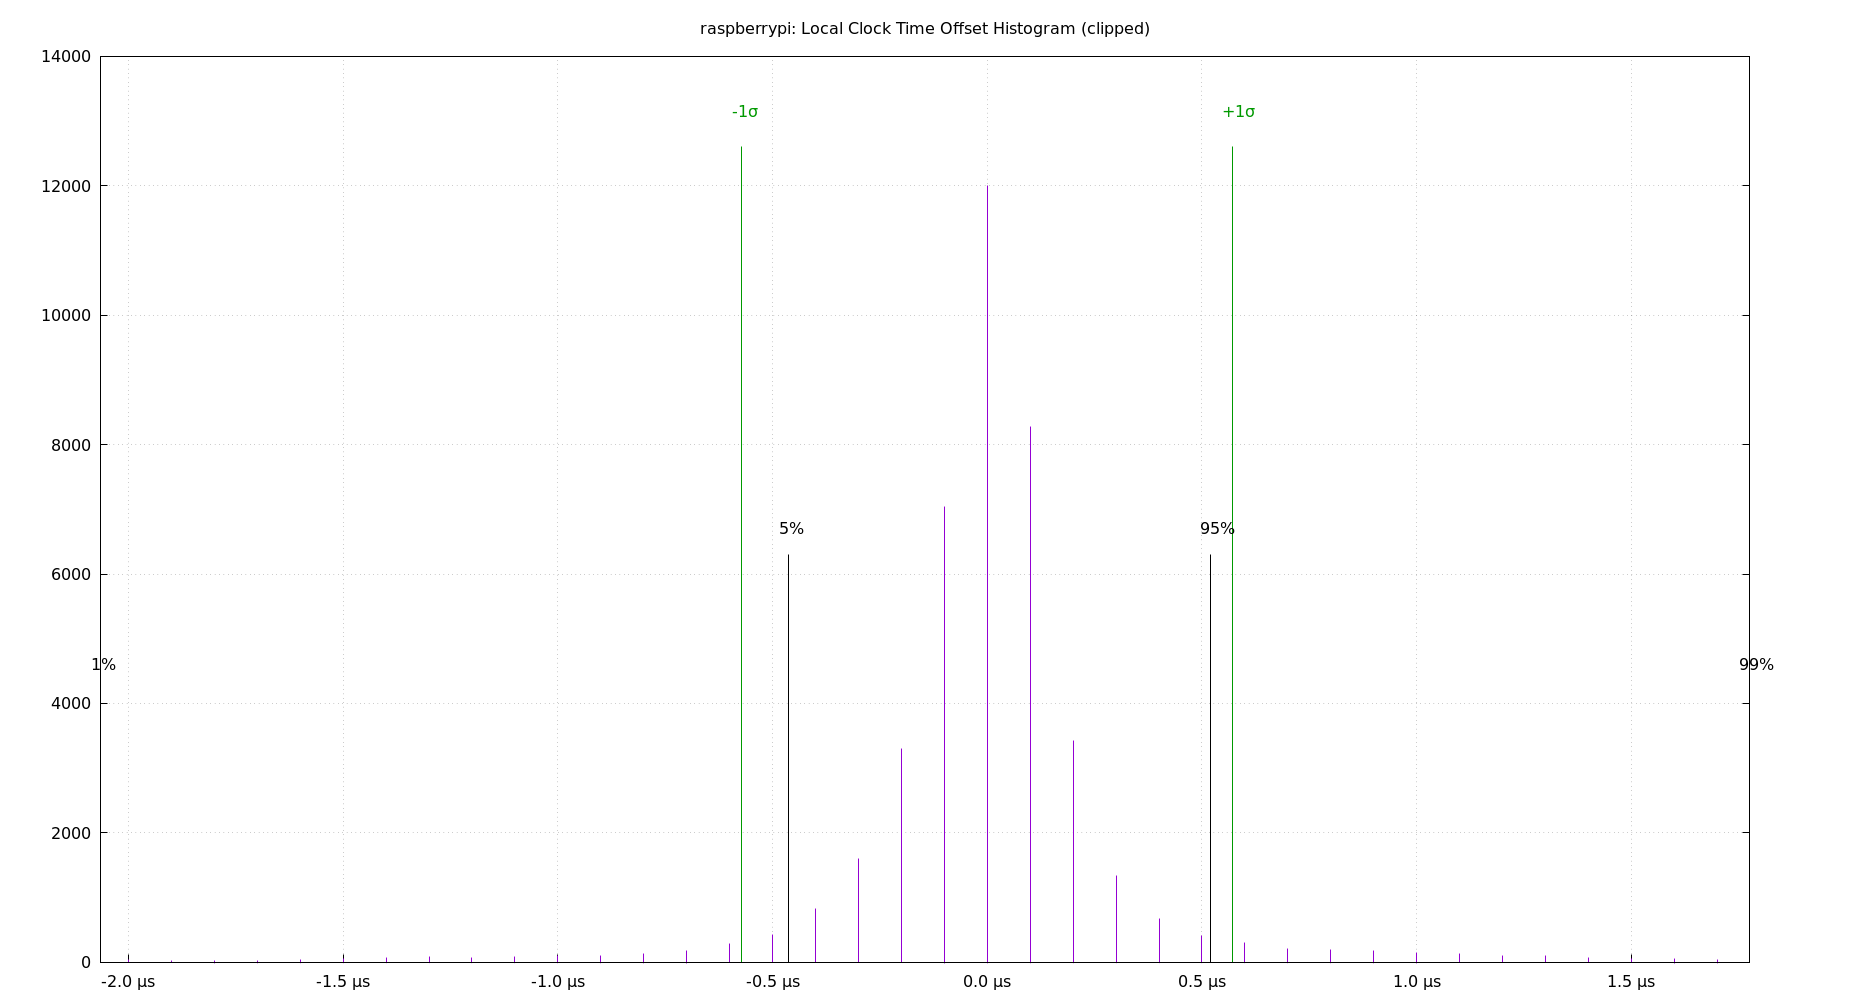 raspberrypi: Local Clock Time Offset Histogram (clipped)
14000
-1σ
+1σ
12000
10000
8000
5%
95%
6000
1%
99%
4000
2000
0
-2.0 µs
-1.5 µs
-1.0 µs
-0.5 µs
0.0 µs
0.5 µs
1.0 µs
1.5 µs